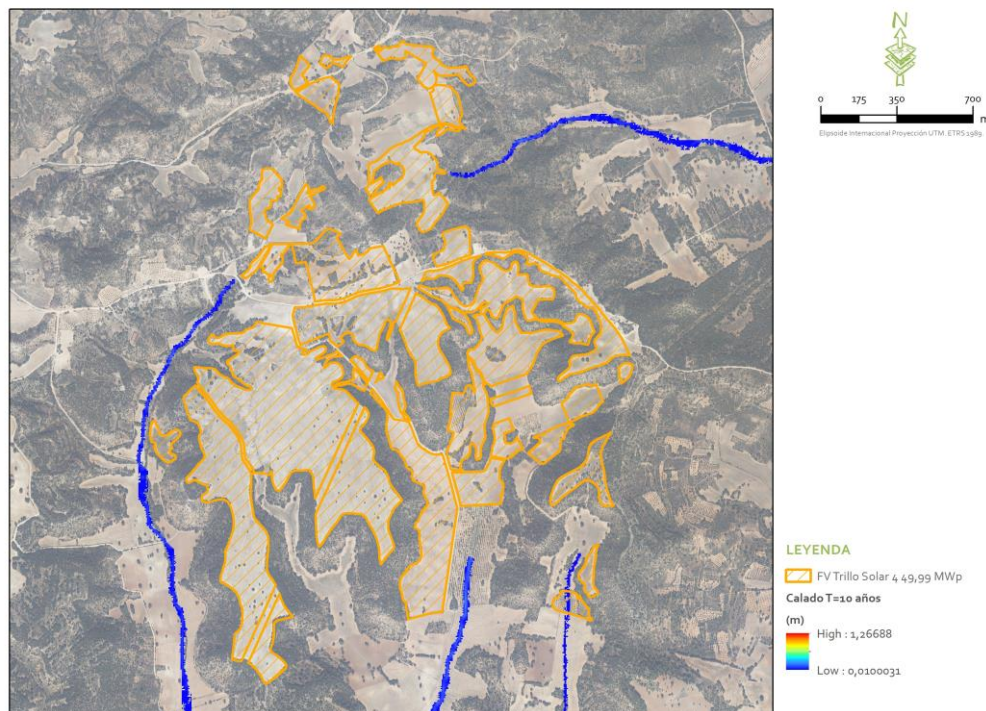 N
0 175 350 700
m
Elipsoide Internacional Proyección UTM. ETRS 1989
LEYENDA
FV Trillo Solar 4 49,99 MWp
Calado T=10 años
(m)
High : 1,26688
Low : 0,0100031